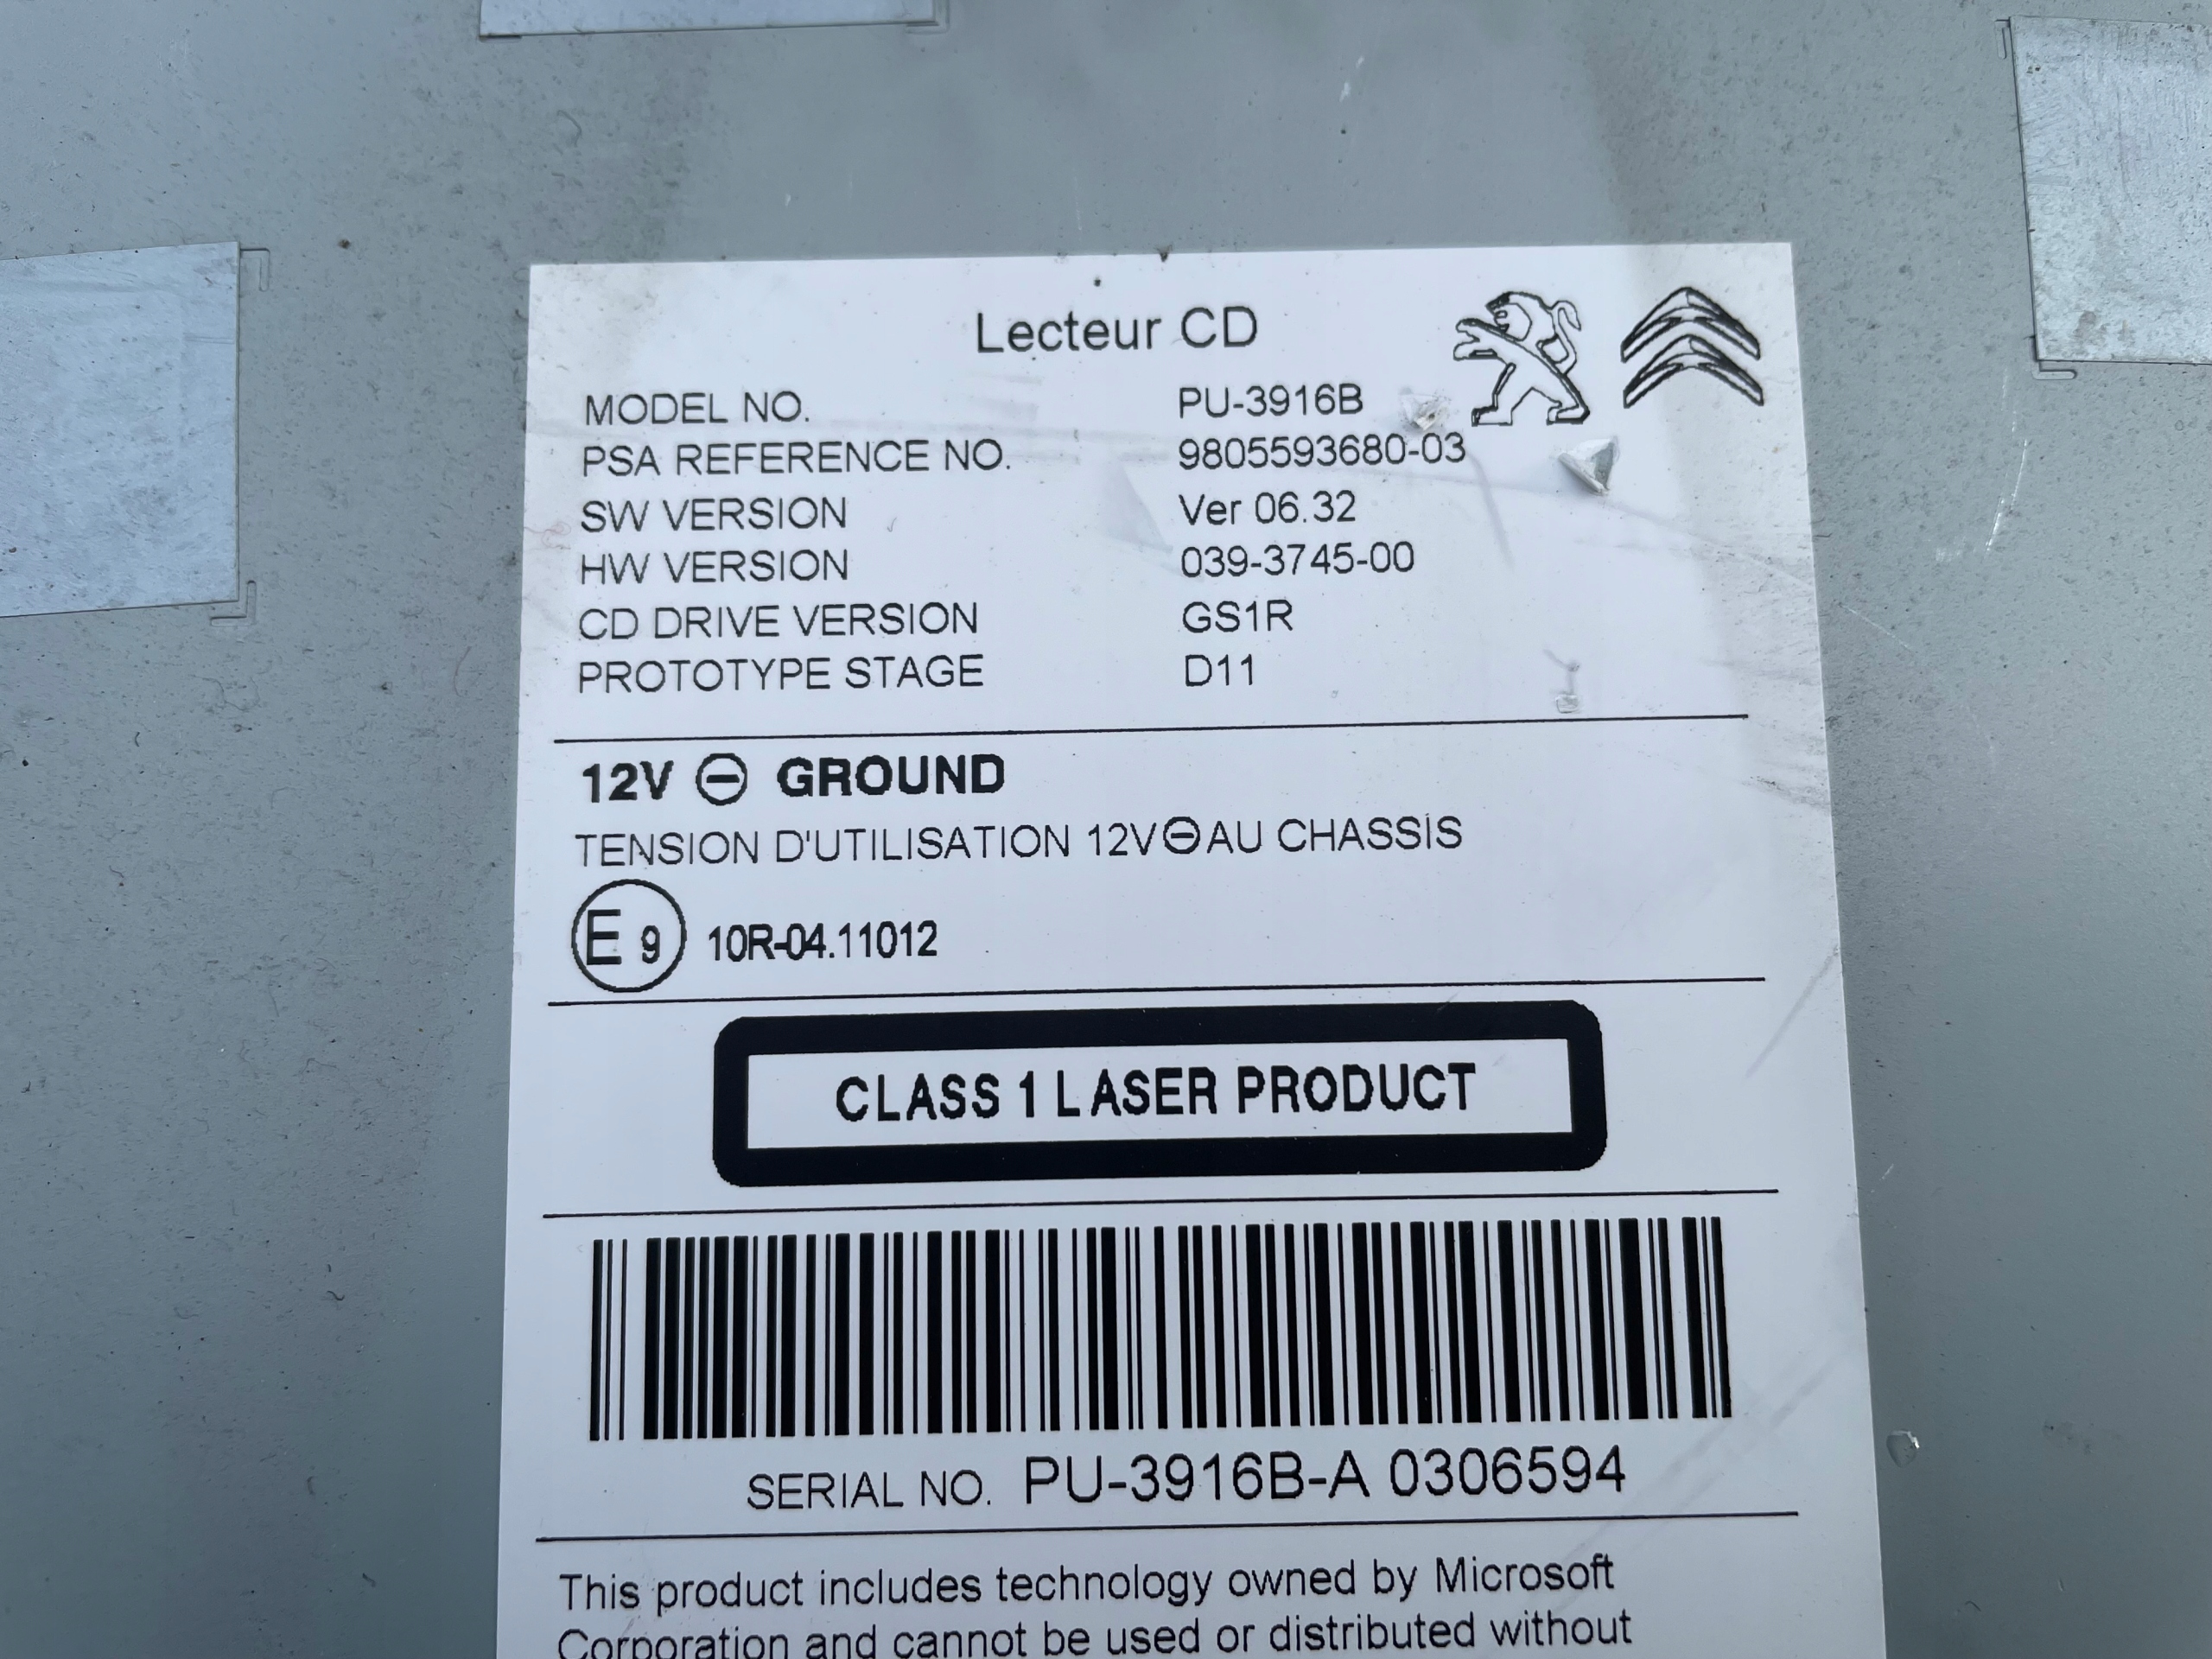 Lecteur CD
MODEL NO. PU-3916B
PSA REFERENCE NO. 9805593680-03
SW VERSION Ver 06.32
HW VERSION 039-3745-00
CD DRIVE VERSION GS1R
PROTOTYPE STAGE D11
12V ⊖ GROUND
TENSION D'UTILISATION 12V⊖AU CHASSIS
E 9 10R-04.11012
CLASS 1 LASER PRODUCT
SERIAL NO. PU-3916B-A 0306594
This product includes technology owned by Microsoft
Corporation and cannot be used or distributed without